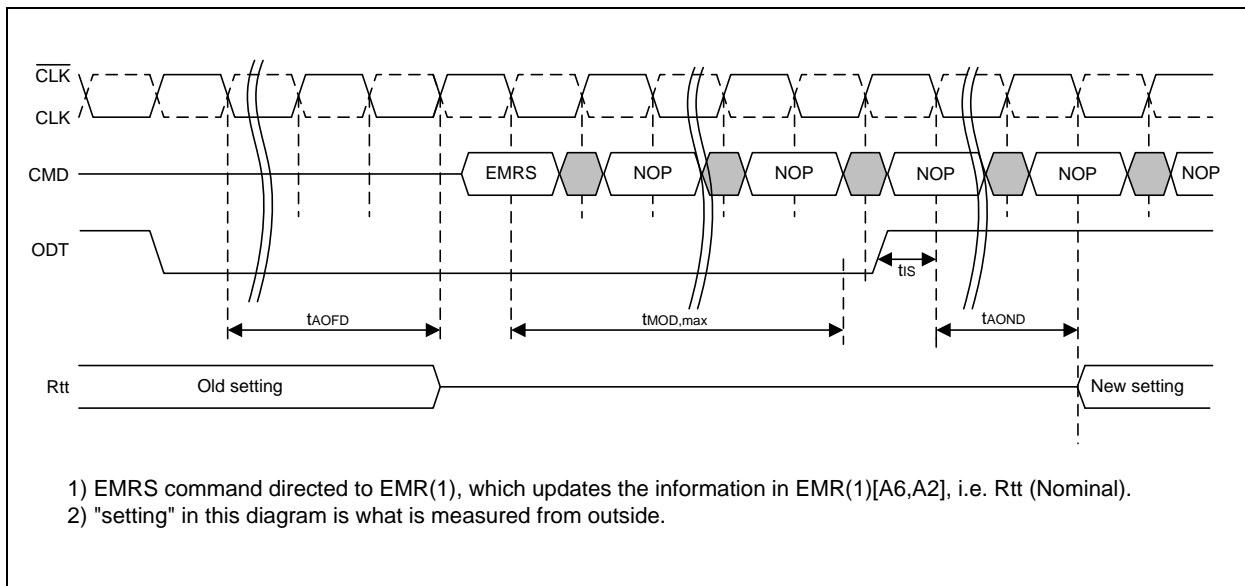 CLK
CLK
CMD
EMRS
NOP
NOP
NOP
NOP
NOP
ODT
tIS
tAOFD
tMOD,max
tAOND
Rtt
Old setting
New setting
1) EMRS command directed to EMR(1), which updates the information in EMR(1)[A6,A2], i.e. Rtt (Nominal).
2) "setting" in this diagram is what is measured from outside.